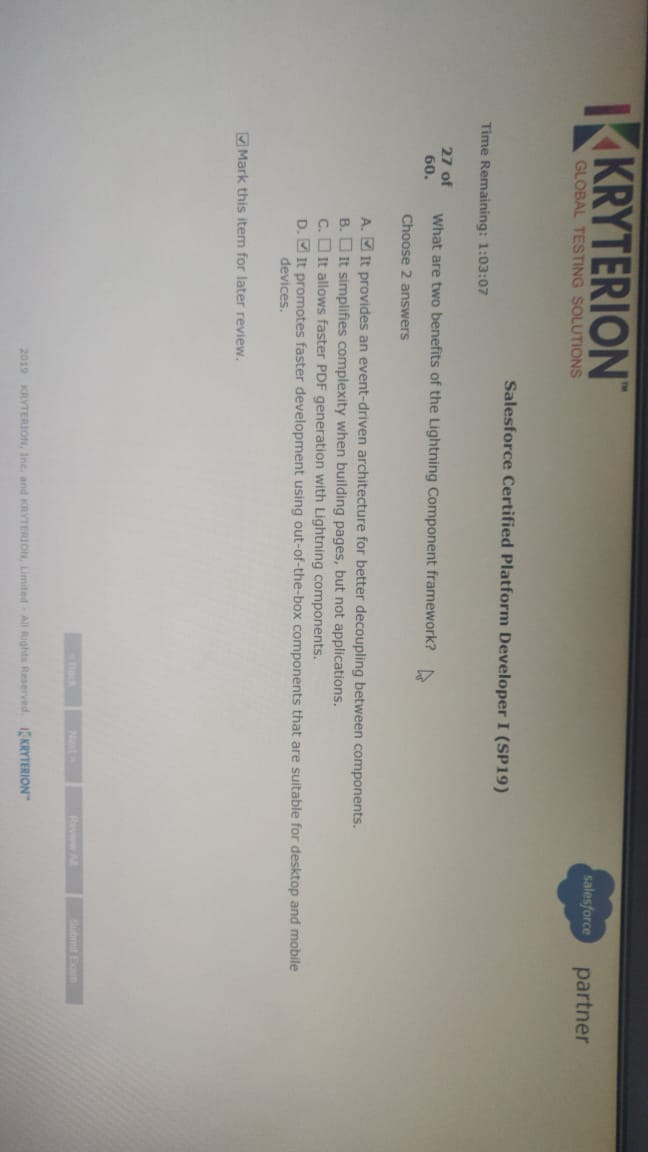 KRYTERION™
GLOBAL TESTING SOLUTIONS
salesforce partner
Salesforce Certified Platform Developer I (SP19)
Time Remaining: 1:03:07
27 of
60.
What are two benefits of the Lightning Component framework?
Choose 2 answers
A. It provides an event-driven architecture for better decoupling between components.
B. It simplifies complexity when building pages, but not applications.
C. It allows faster PDF generation with Lightning components.
D. It promotes faster development using out-of-the-box components that are suitable for desktop and mobile
devices.
Mark this item for later review.
< Back Next > Review All Submit Exam
2019 KRYTERION, Inc. and KRYTERION, Limited - All Rights Reserved. KRYTERION™